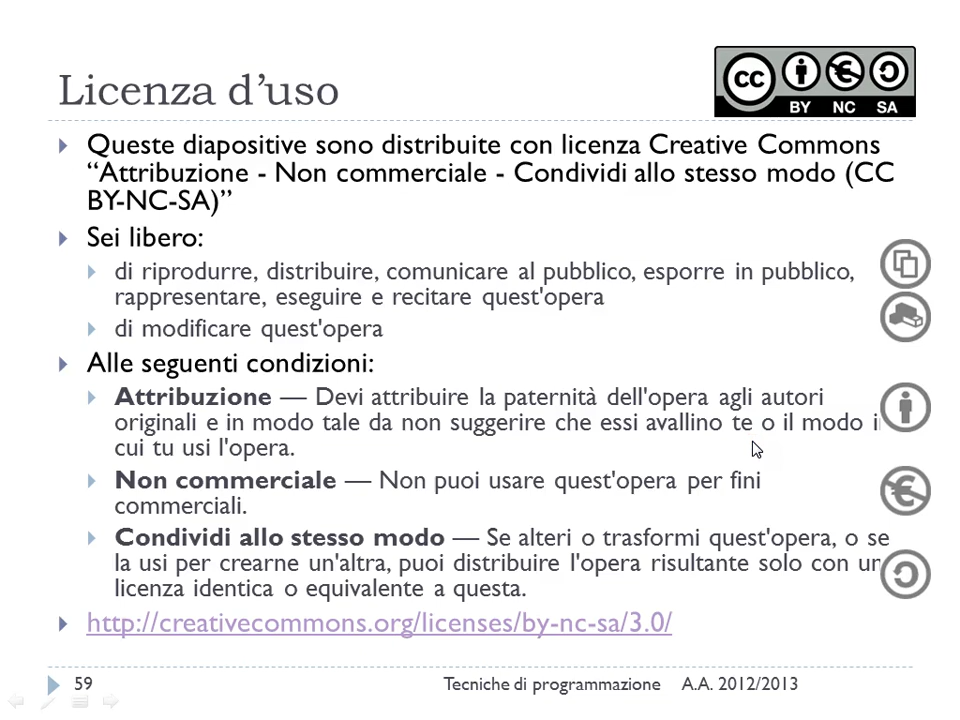 Licenza d’uso
cc
BY NC SA
Queste diapositive sono distribuite con licenza Creative Commons
“Attribuzione - Non commerciale - Condividi allo stesso modo (CC
BY-NC-SA)”
Sei libero:
di riprodurre, distribuire, comunicare al pubblico, esporre in pubblico,
rappresentare, eseguire e recitare quest'opera
di modificare quest'opera
Alle seguenti condizioni:
Attribuzione — Devi attribuire la paternità dell'opera agli autori
originali e in modo tale da non suggerire che essi avallino te o il modo i
cui tu usi l'opera.
Non commerciale — Non puoi usare quest'opera per fini
commerciali.
Condividi allo stesso modo — Se alteri o trasformi quest'opera, o se
la usi per crearne un'altra, puoi distribuire l'opera risultante solo con un
licenza identica o equivalente a questa.
http://creativecommons.org/licenses/by-nc-sa/3.0/
59 Tecniche di programmazione A.A. 2012/2013